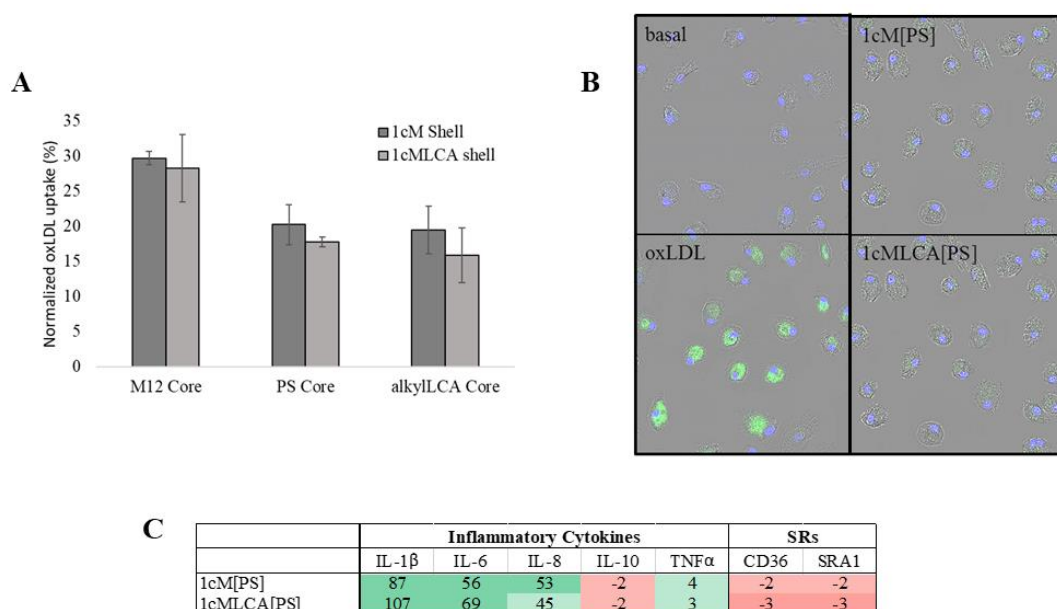 A
Normalized oxLDL uptake (%)
35
30
25
20
15
10
5
0
1cM Shell
1cMLCA shell
M12 Core PS Core alkylLCA Core
B
basal 1cM[PS]
oxLDL 1cMLCA[PS]
C
Inflammatory Cytokines SRs
IL-1β IL-6 IL-8 IL-10 TNFα CD36 SRA1
1cM[PS] 87 56 53 -2 4 -2 -2
1cMLCA[PS] 107 69 45 -2 3 -3 -3